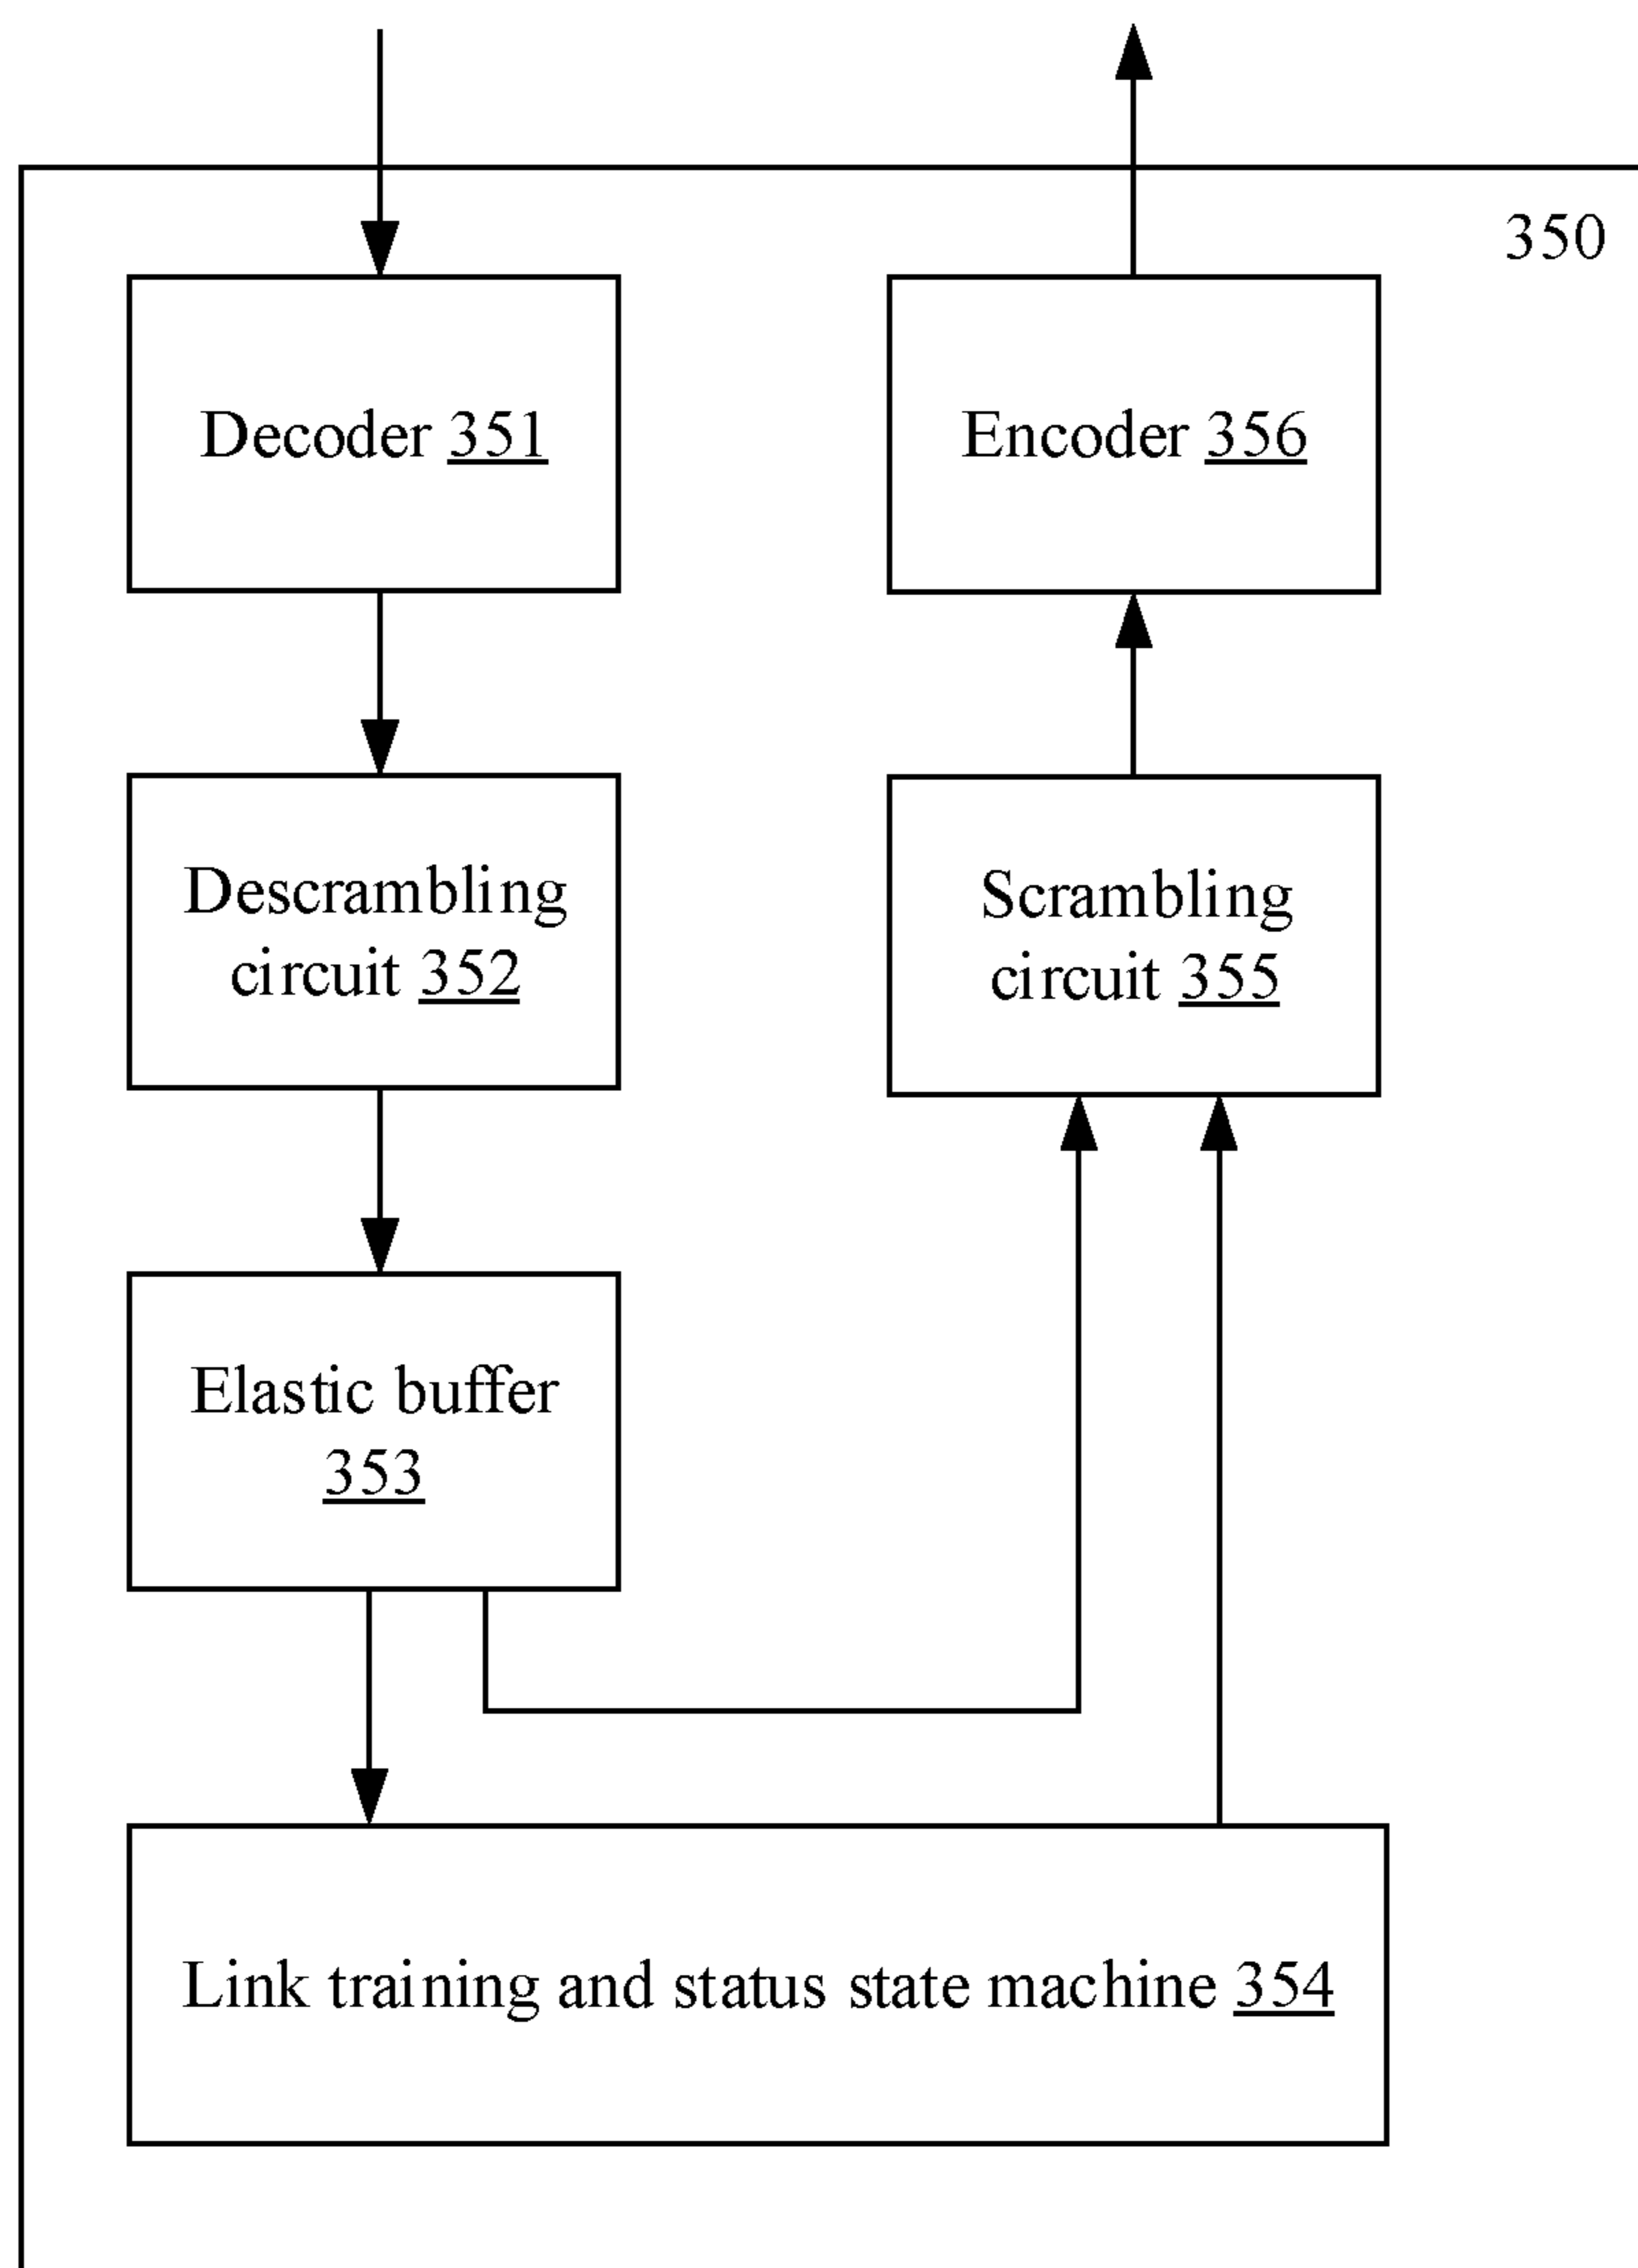 350
Decoder 351
Encoder 356
Descrambling
circuit 352
Scrambling
circuit 355
Elastic buffer
353
Link training and status state machine 354